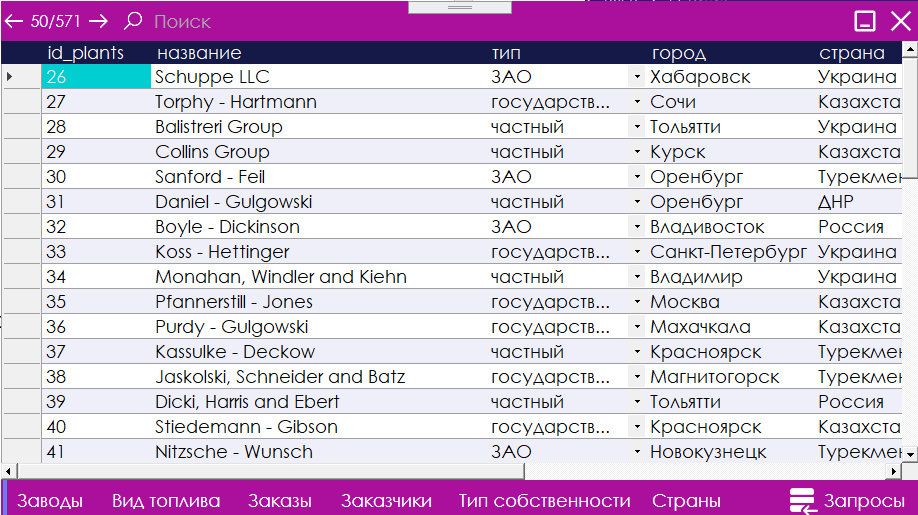 50/571 Поиск
id_plants название тип город страна
26 Schuppe LLC ЗАО Хабаровск Украина
27 Torphy - Hartmann государств... Сочи Казахста
28 Balistreri Group частный Тольятти Украина
29 Collins Group частный Курск Казахста
30 Sanford - Feil ЗАО Оренбург Турекмен
31 Daniel - Gulgowski частный Оренбург ДНР
32 Boyle - Dickinson ЗАО Владивосток Россия
33 Koss - Hettinger государств... Санкт-Петербург Украина
34 Monahan, Windler and Kiehn частный Владимир Украина
35 Pfannerstill - Jones государств... Москва Казахста
36 Purdy - Gulgowski государств... Махачкала Казахста
37 Kassulke - Deckow частный Красноярск Турекмен
38 Jaskolski, Schneider and Batz государств... Магнитогорск Турекмен
39 Dicki, Harris and Ebert частный Тольятти Россия
40 Stiedemann - Gibson государств... Красноярск Казахста
41 Nitzsche - Wunsch ЗАО Новокузнецк Турекмен
Заводы Вид топлива Заказы Заказчики Тип собственности Страны Запросы